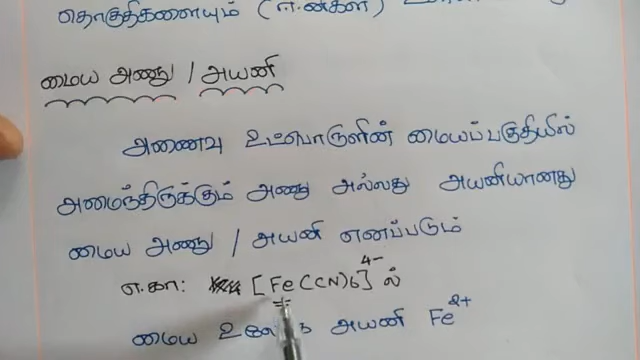 தொகுதிகளையும் (ஈ.ணிகள்)
மைய அணு / அயனி
அணைவு உட்பொருளின் மையப்பகுதியில்
அமைந்திருக்கும் அணு அல்லது அயனியானது
மைய அணு / அயனி எனப்படும்
எ.கா: [Fe(CN)6]⁴⁻ ல்
மைய உலோக அயனி Fe²⁺